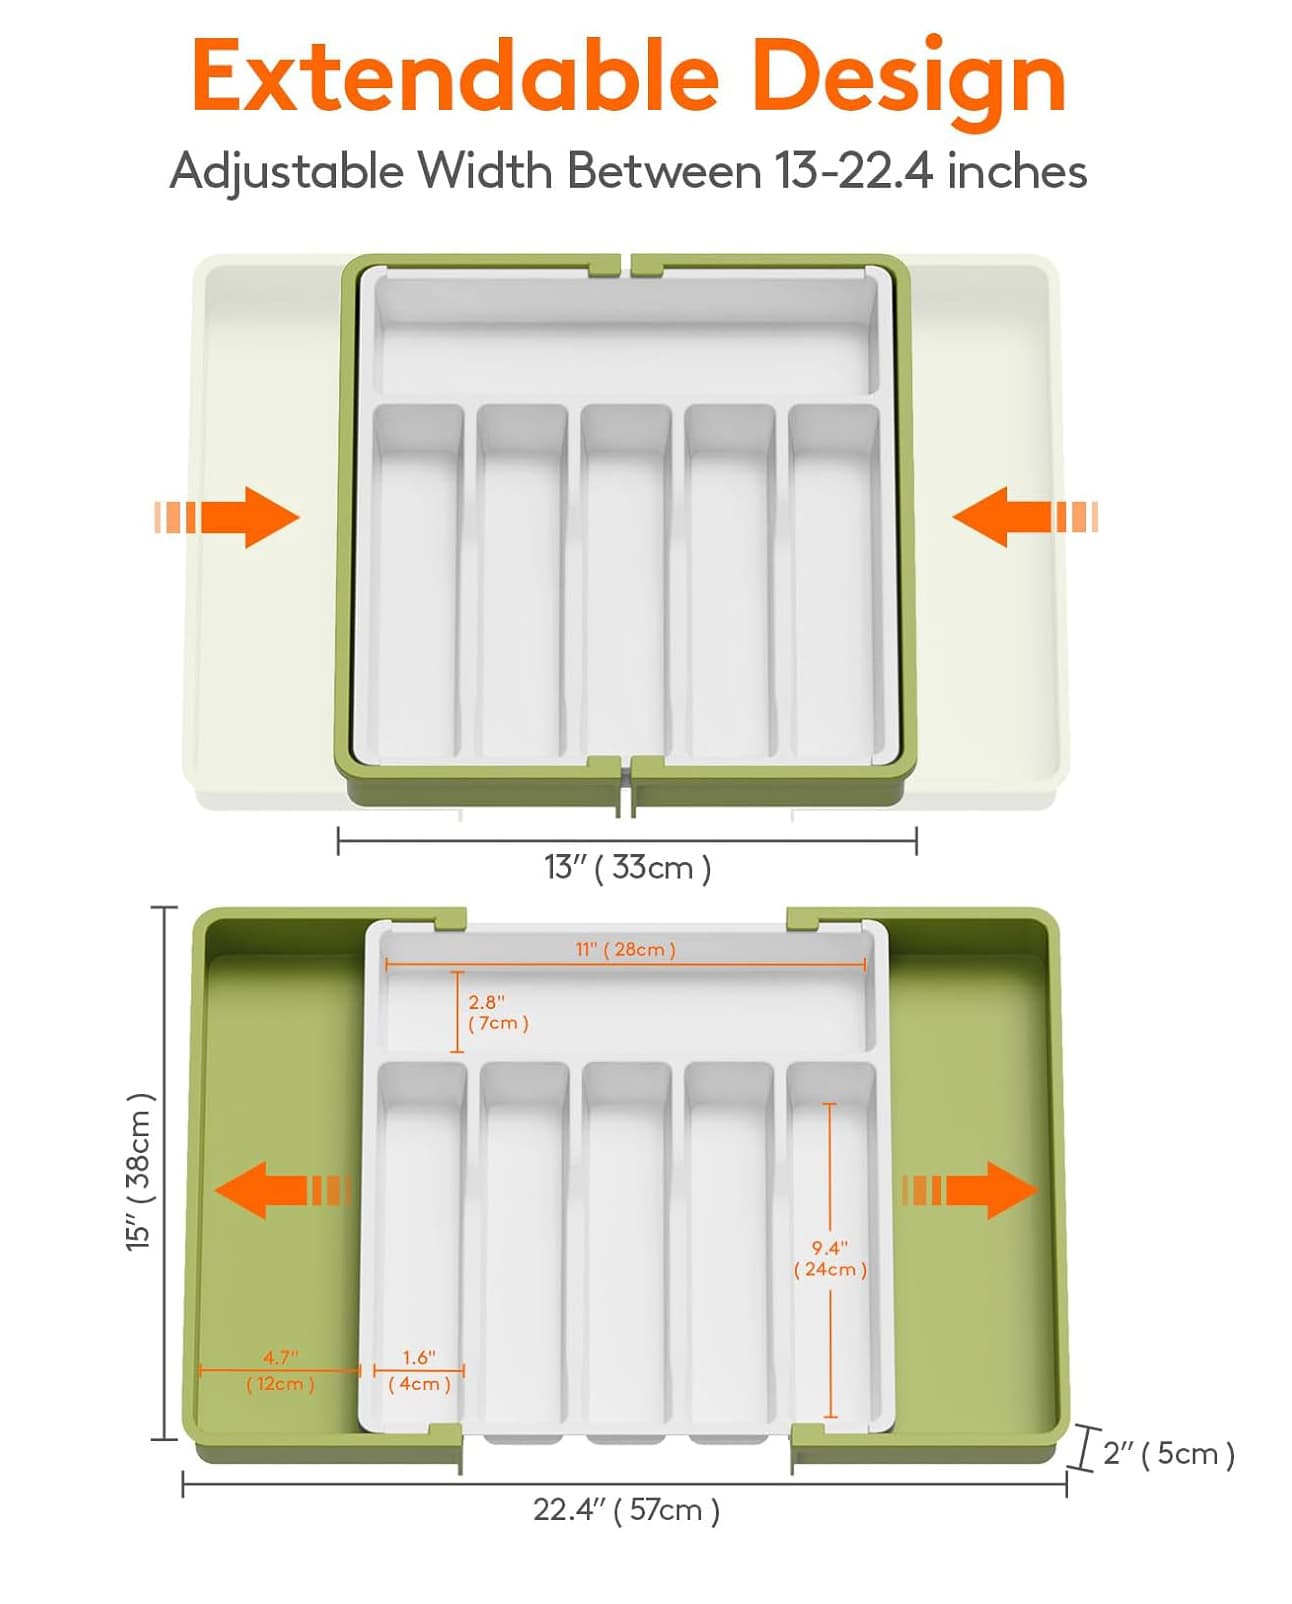 Extendable Design
Adjustable Width Between 13-22.4 inches
13″ ( 33cm )
11" ( 28cm )
2.8"
( 7cm )
15″ ( 38cm )
9.4"
( 24cm )
4.7"
( 12cm )
1.6"
( 4cm )
2″ ( 5cm )
22.4″ ( 57cm )